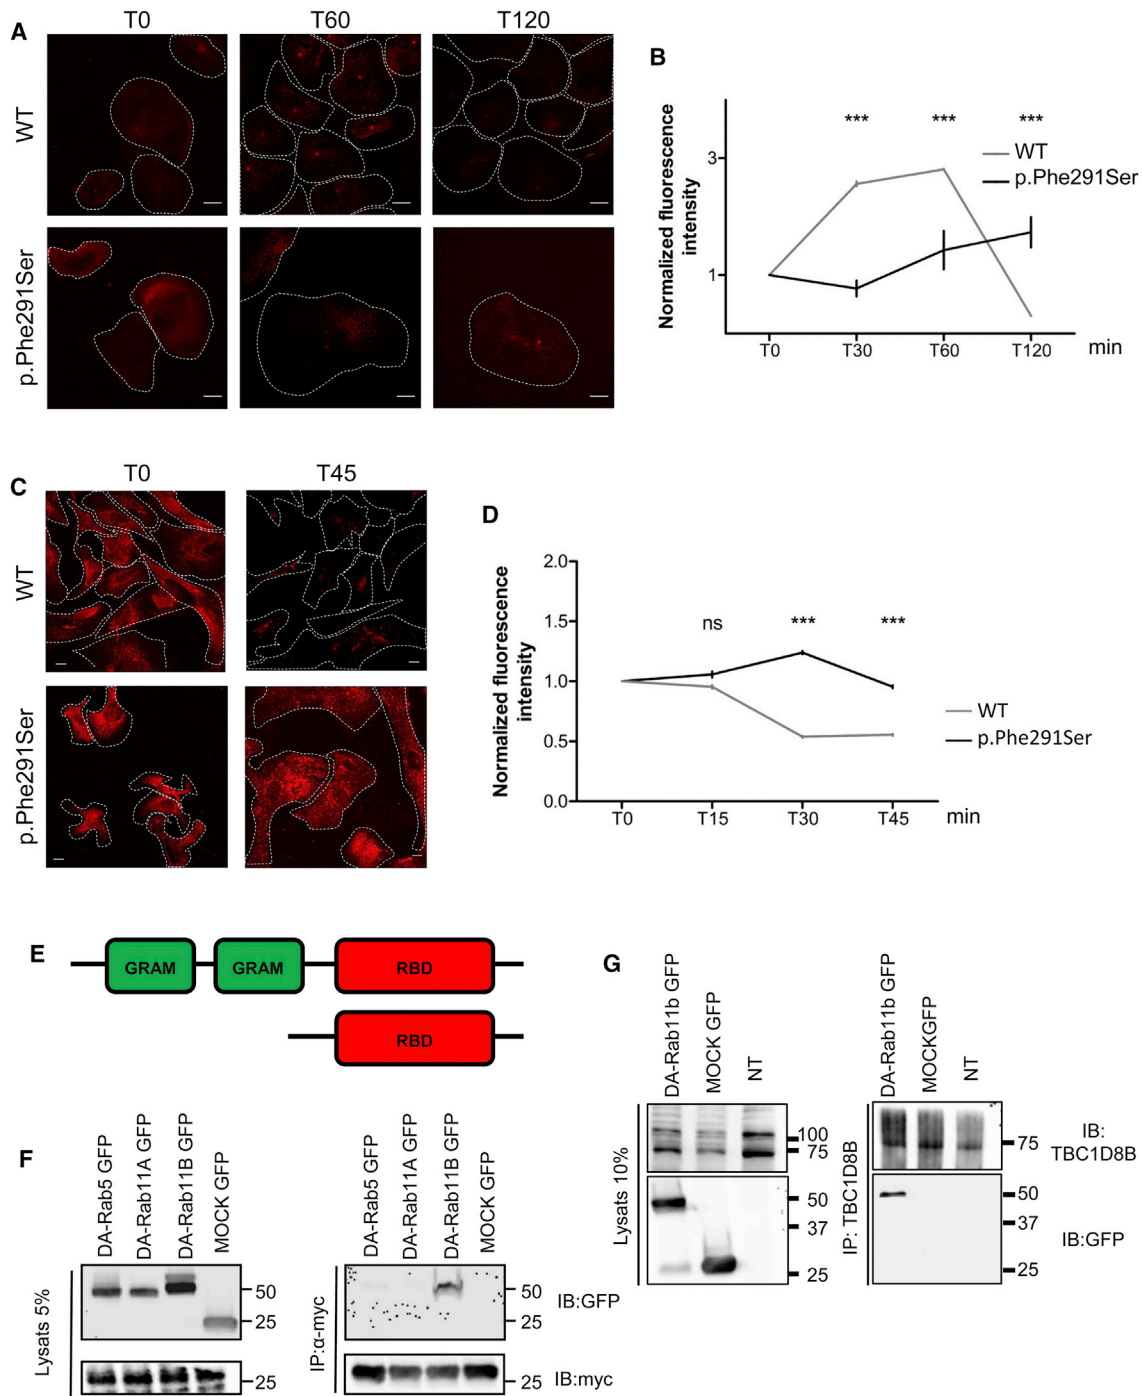 A
T0
T60
T120
WT
p.Phe291Ser
B
Normalized fluorescence
intensity
3
1
***
***
***
WT
p.Phe291Ser
T0
T30
T60
T120
min
C
T0
T45
WT
p.Phe291Ser
D
Normalized fluorescence
intensity
2.0
1.5
1.0
0.5
0.0
ns
***
***
WT
p.Phe291Ser
T0
T15
T30
T45
min
E
GRAM
GRAM
RBD
RBD
F
DA-Rab5 GFP
DA-Rab11A GFP
DA-Rab11B GFP
MOCK GFP
Lysats 5%
50
25
25
DA-Rab5 GFP
DA-Rab11A GFP
DA-Rab11B GFP
MOCK GFP
IP:α-myc
50
25
IB:GFP
25
IB:myc
G
DA-Rab11b GFP
MOCK GFP
NT
Lysats 10%
100
75
50
37
25
DA-Rab11b GFP
MOCKGFP
NT
IP: TBC1D8B
75
IB:
TBC1D8B
50
37
25
IB:GFP